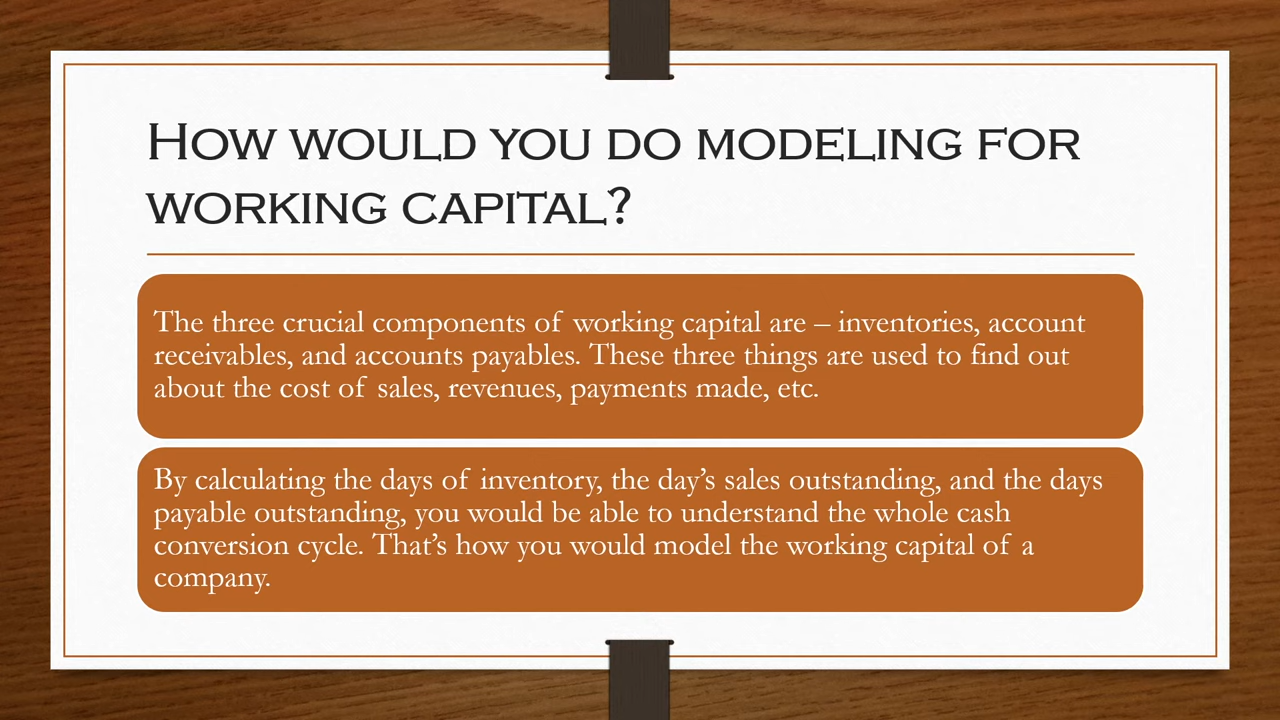 How would you do modeling for
working capital?
The three crucial components of working capital are – inventories, account
receivables, and accounts payables. These three things are used to find out
about the cost of sales, revenues, payments made, etc.
By calculating the days of inventory, the day’s sales outstanding, and the days
payable outstanding, you would be able to understand the whole cash
conversion cycle. That’s how you would model the working capital of a
company.